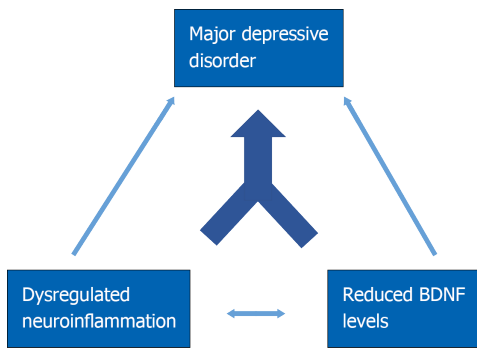 Major depressive
disorder
Dysregulated
neuroinflammation
Reduced BDNF
levels